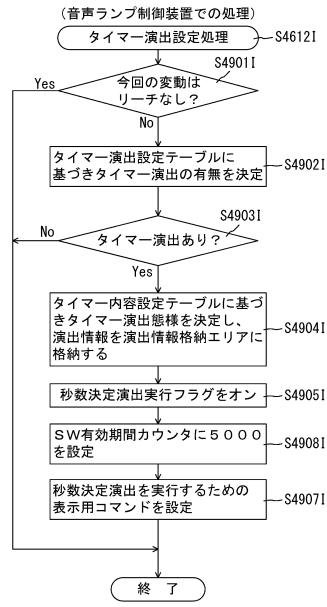 (音声ランプ制御装置での処理)
タイマー演出設定処理
S4612I
S4901I
今回の変動は
リーチなし?
Yes
No
タイマー演出設定テーブルに
基づきタイマー演出の有無を決定
S4902I
S4903I
タイマー演出あり?
No
Yes
タイマー内容設定テーブルに基づ
きタイマー演出態様を決定し、
演出情報を演出情報格納エリアに
格納する
S4904I
秒数決定演出実行フラグをオン
S4905I
SW有効期間カウンタに5000
を設定
S4908I
秒数決定演出を実行するための
表示用コマンドを設定
S4907I
終 了